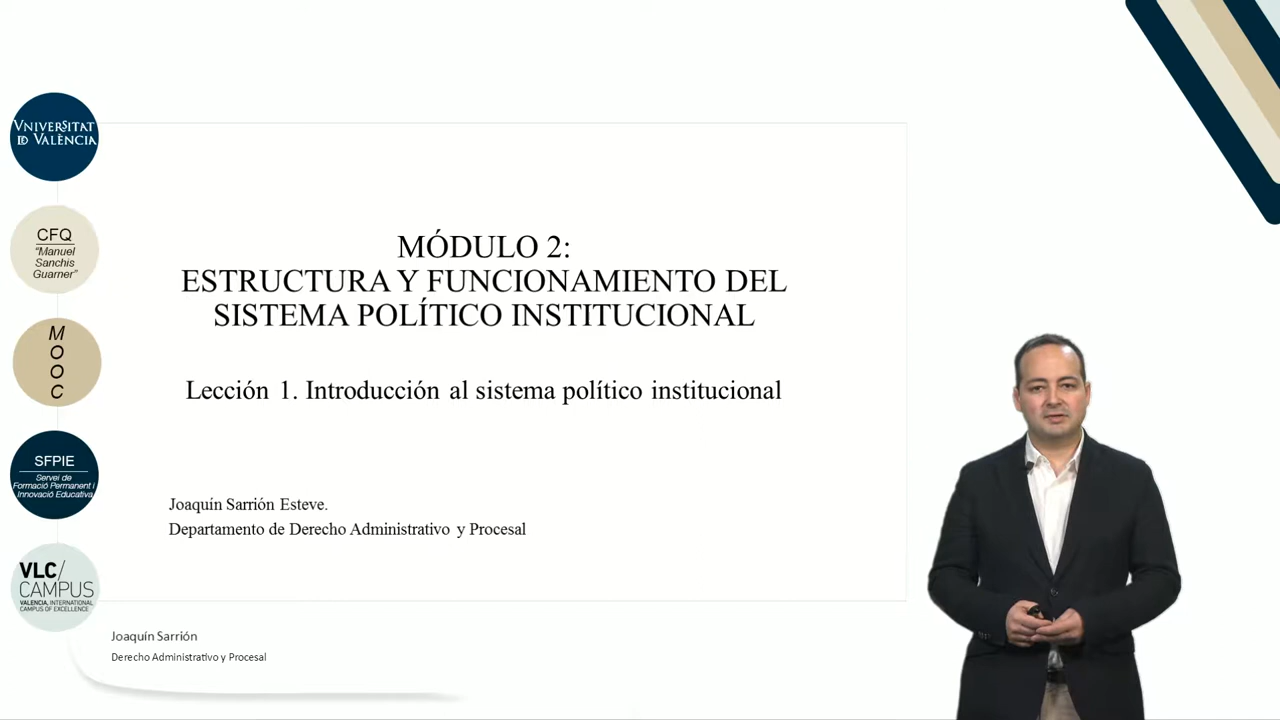 VNIVERSITAT
ID VALÈNCIA
CFQ
"Manuel
Sanchis
Guarner"
M
O
O
C
SFPIE
Servei de
Formació Permanent i
Innovació Educativa
VLC/
CAMPUS
VALENCIA, INTERNATIONAL
CAMPUS OF EXCELLENCE
MÓDULO 2:
ESTRUCTURA Y FUNCIONAMIENTO DEL
SISTEMA POLÍTICO INSTITUCIONAL
Lección 1. Introducción al sistema político institucional
Joaquín Sarrión Esteve.
Departamento de Derecho Administrativo y Procesal
Joaquín Sarrión
Derecho Administrativo y Procesal